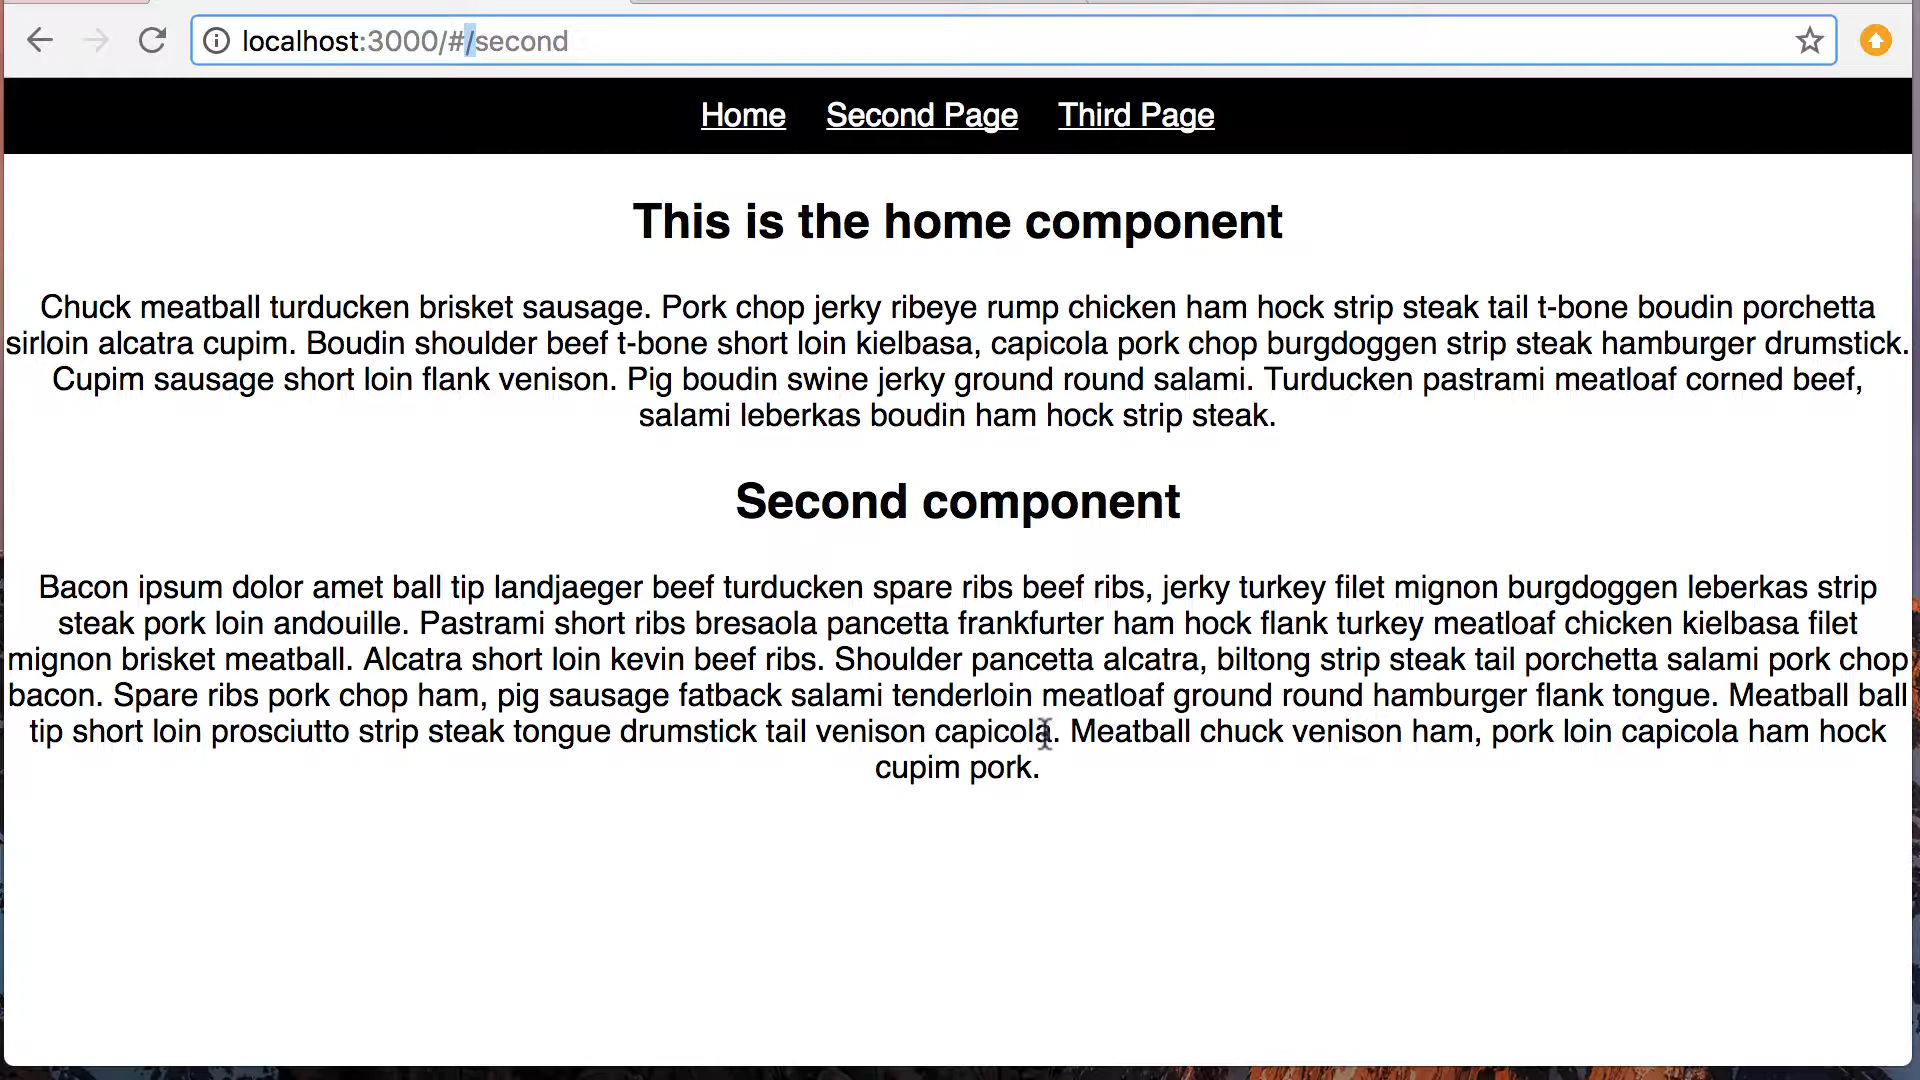 localhost:3000/#/second
Home Second Page Third Page
This is the home component
Chuck meatball turducken brisket sausage. Pork chop jerky ribeye rump chicken ham hock strip steak tail t-bone boudin porchetta
sirloin alcatra cupim. Boudin shoulder beef t-bone short loin kielbasa, capicola pork chop burgdoggen strip steak hamburger drumstick.
Cupim sausage short loin flank venison. Pig boudin swine jerky ground round salami. Turducken pastrami meatloaf corned beef,
salami leberkas boudin ham hock strip steak.
Second component
Bacon ipsum dolor amet ball tip landjaeger beef turducken spare ribs beef ribs, jerky turkey filet mignon burgdoggen leberkas strip
steak pork loin andouille. Pastrami short ribs bresaola pancetta frankfurter ham hock flank turkey meatloaf chicken kielbasa filet
mignon brisket meatball. Alcatra short loin kevin beef ribs. Shoulder pancetta alcatra, biltong strip steak tail porchetta salami pork chop
bacon. Spare ribs pork chop ham, pig sausage fatback salami tenderloin meatloaf ground round hamburger flank tongue. Meatball ball
tip short loin prosciutto strip steak tongue drumstick tail venison capicola. Meatball chuck venison ham, pork loin capicola ham hock
cupim pork.